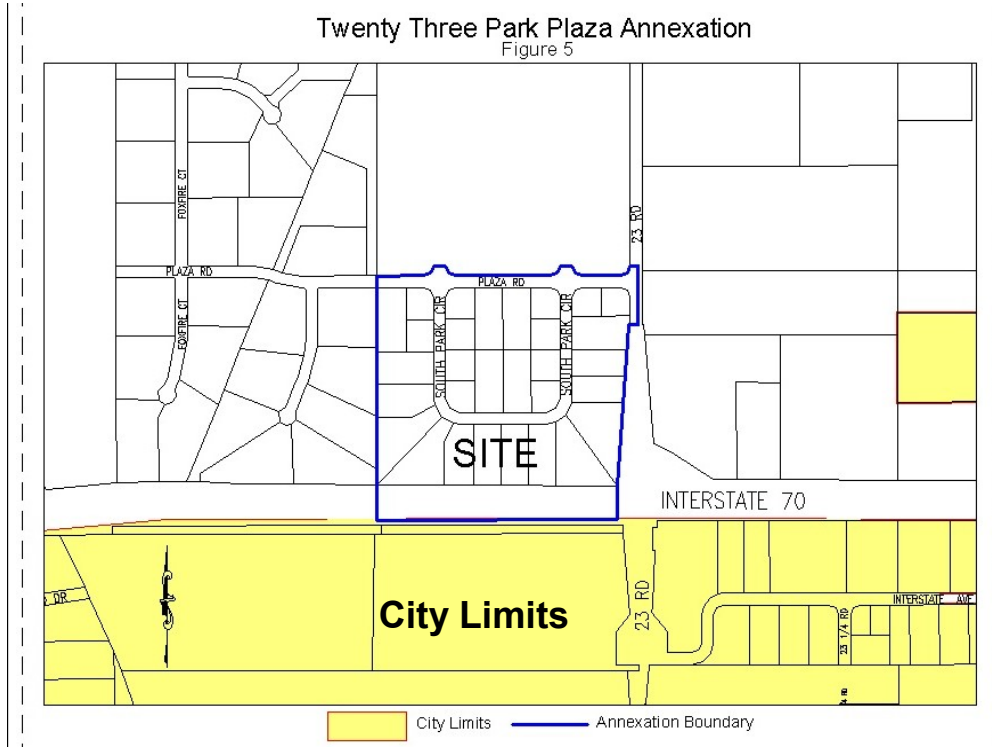 Twenty Three Park Plaza Annexation
Figure 5
FOXFIRE CT
23 RD
PLAZA RD
PLAZA RD
FOXFIRE CT
SOUTH PARK CIR
SOUTH PARK CIR
SITE
INTERSTATE 70
City Limits
DR
23 RD
INTERSTATE AVE
23 1/4 RD
RD
City Limits
Annexation Boundary